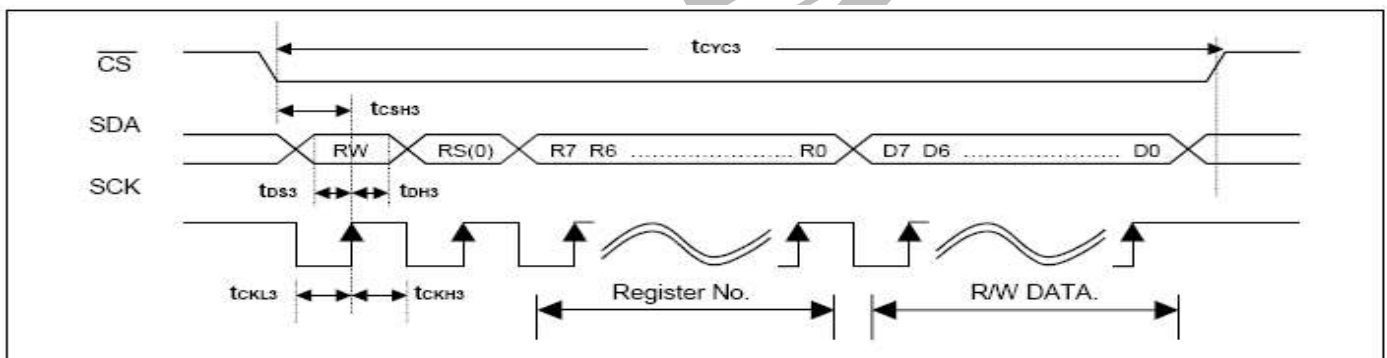 tCYC3
CS
tCSH3
SDA
RW RS(0) R7 R6 ............................ R0 D7 D6 ............................ D0
SCK
tDS3 tDH3
tCKL3 tCKH3 Register No. R/W DATA.